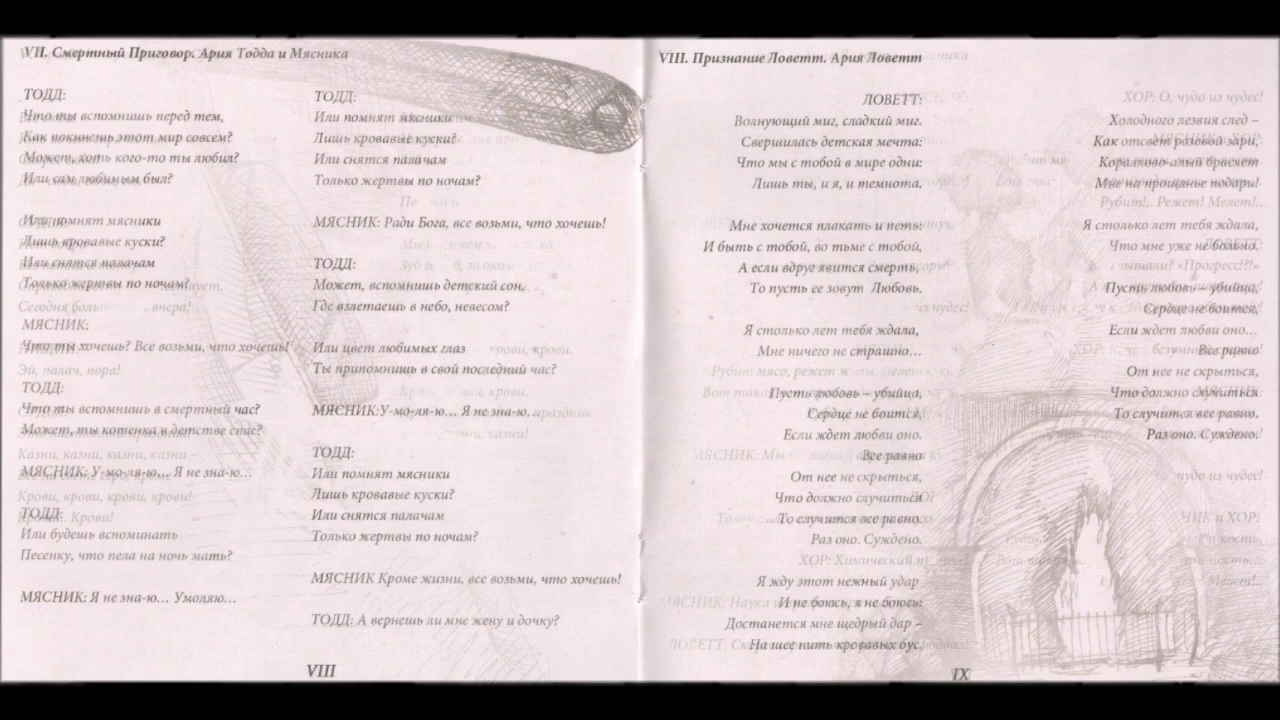 VII. Смертный Приговор. Ария Тодда и Мясника
ТОДД:
Что ты вспомнишь перед тем,
Как покинешь этот мир совсем?
Может, хоть кого-то ты любил?
Или сам любимым был?
Или помнят мясники
Лишь кровавые куски?
Или снятся палачам
Только жертвы по ночам?
МЯСНИК:
Что ты хочешь? Все возьми, что хочешь!
ТОДД:
Что ты вспомнишь в смертный час?
Может, ты котенка в детстве спас?
МЯСНИК: У-мо-ля-ю... Я не зна-ю...
ТОДД:
Или будешь вспоминать
Песенку, что пела на ночь мать?
МЯСНИК: Я не зна-ю... Умоляю...
ТОДД:
Или помнят мясники
Лишь кровавые куски?
Или снятся палачам
Только жертвы по ночам?
МЯСНИК: Ради Бога, все возьми, что хочешь!
ТОДД:
Может, вспомнишь детский сон,
Где взлетаешь в небо, невесом?
Или цвет любимых глаз
Ты припомнишь в свой последний час?
МЯСНИК:У-мо-ля-ю... Я не зна-ю...
ТОДД:
Или помнят мясники
Лишь кровавые куски?
Или снятся палачам
Только жертвы по ночам?
МЯСНИК Кроме жизни, все возьми, что хочешь!
ТОДД: А вернешь ли мне жену и дочку?
VIII
VIII. Признание Ловетт. Ария Ловетт
ЛОВЕТТ:
Волнующий миг, сладкий миг.
Свершилась детская мечта:
Что мы с тобой в мире одни:
Лишь ты, и я, и темнота.
Мне хочется плакать и петь:
И быть с тобой, во тьме с тобой,
А если вдруг явится смерть,
То пусть ее зовут Любовь.
Я столько лет тебя ждала,
Мне ничего не страшно...
Пусть любовь – убийца,
Сердце не боится,
Если ждет любви оно.
Все равно
От нее не скрыться,
Что должно случиться
То случится все равно.
Раз оно. Суждено.
Я жду этот нежный удар
И не боюсь, я не боюсь:
Достанется мне щедрый дар –
На шее нить кровавых бус.
Холодного лезвия след –
Как отсвет розовой зари,
Кораллово-алый браслет
Мне на прощанье подари!
Я столько лет тебя ждала,
Что мне уже не больно.
Пусть любовь – убийца,
Сердце не боится,
Если ждет любви оно...
Все равно
От нее не скрыться,
Что должно случиться
То случится все равно.
Раз оно. Суждено.
IX